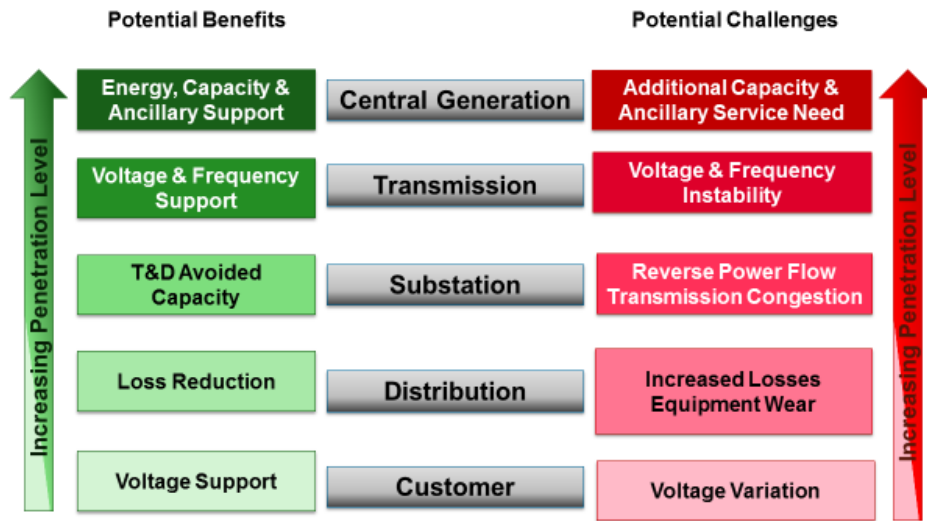 Potential Benefits
Potential Challenges
Increasing Penetration Level
Energy, Capacity &
Ancillary Support
Central Generation
Additional Capacity &
Ancillary Service Need
Voltage & Frequency
Support
Transmission
Voltage & Frequency
Instability
T&D Avoided
Capacity
Substation
Reverse Power Flow
Transmission Congestion
Loss Reduction
Distribution
Increased Losses
Equipment Wear
Voltage Support
Customer
Voltage Variation
Increasing Penetration Level